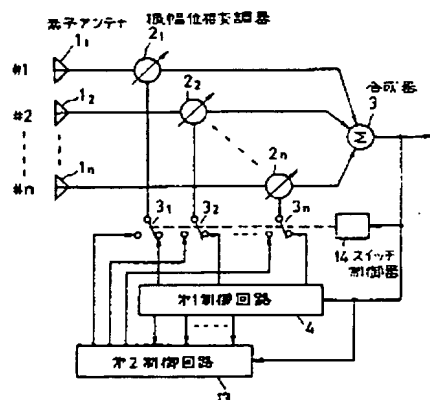 素子アンテナ 振幅位相変調器
#1 1₁ 2₁
#2 1₂ 2₂
#n 1n 2n
合成器
3
Σ
3₁ 3₂ 3n
14 スイッチ制御器
第1制御回路
4
第2制御回路
13